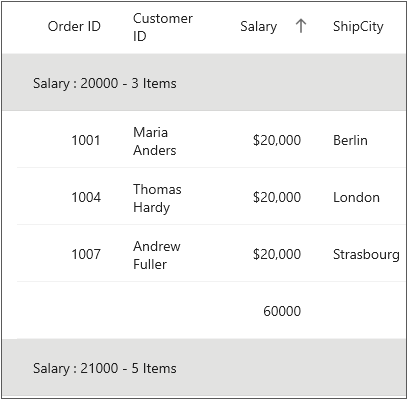 Order ID Customer ID Salary ↑ ShipCity
Salary : 20000 - 3 Items
1001 Maria Anders $20,000 Berlin
1004 Thomas Hardy $20,000 London
1007 Andrew Fuller $20,000 Strasbourg
60000
Salary : 21000 - 5 Items